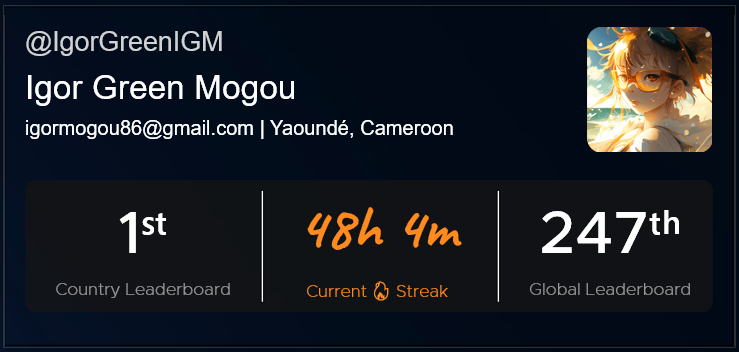 @IgorGreenIGM
Igor Green Mogou
igormogou86@gmail.com | Yaoundé, Cameroon
1st
Country Leaderboard
48h 4m
Current Streak
247th
Global Leaderboard